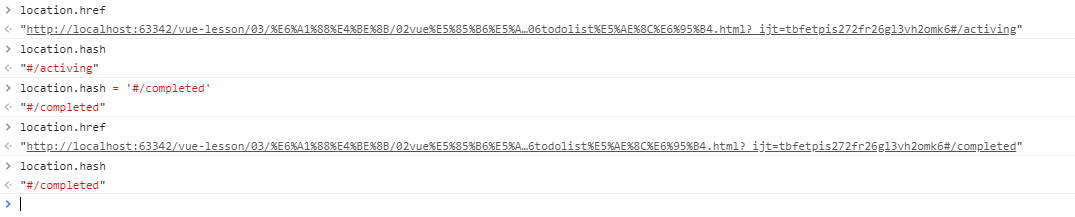 location.href
"http://localhost:63342/vue-lesson/03/%E6%A1%88%E4%BE%8B/02vue%E5%85%B6%E5%A…06todolist%E5%AE%8C%E6%95%B4.html?_ijt=tbfetpis272fr26gl3vh2omk6#/activing"
location.hash
"#/activing"
location.hash = '#/completed'
"#/completed"
location.href
"http://localhost:63342/vue-lesson/03/%E6%A1%88%E4%BE%8B/02vue%E5%85%B6%E5%A…6todolist%E5%AE%8C%E6%95%B4.html?_ijt=tbfetpis272fr26gl3vh2omk6#/completed"
location.hash
"#/completed"